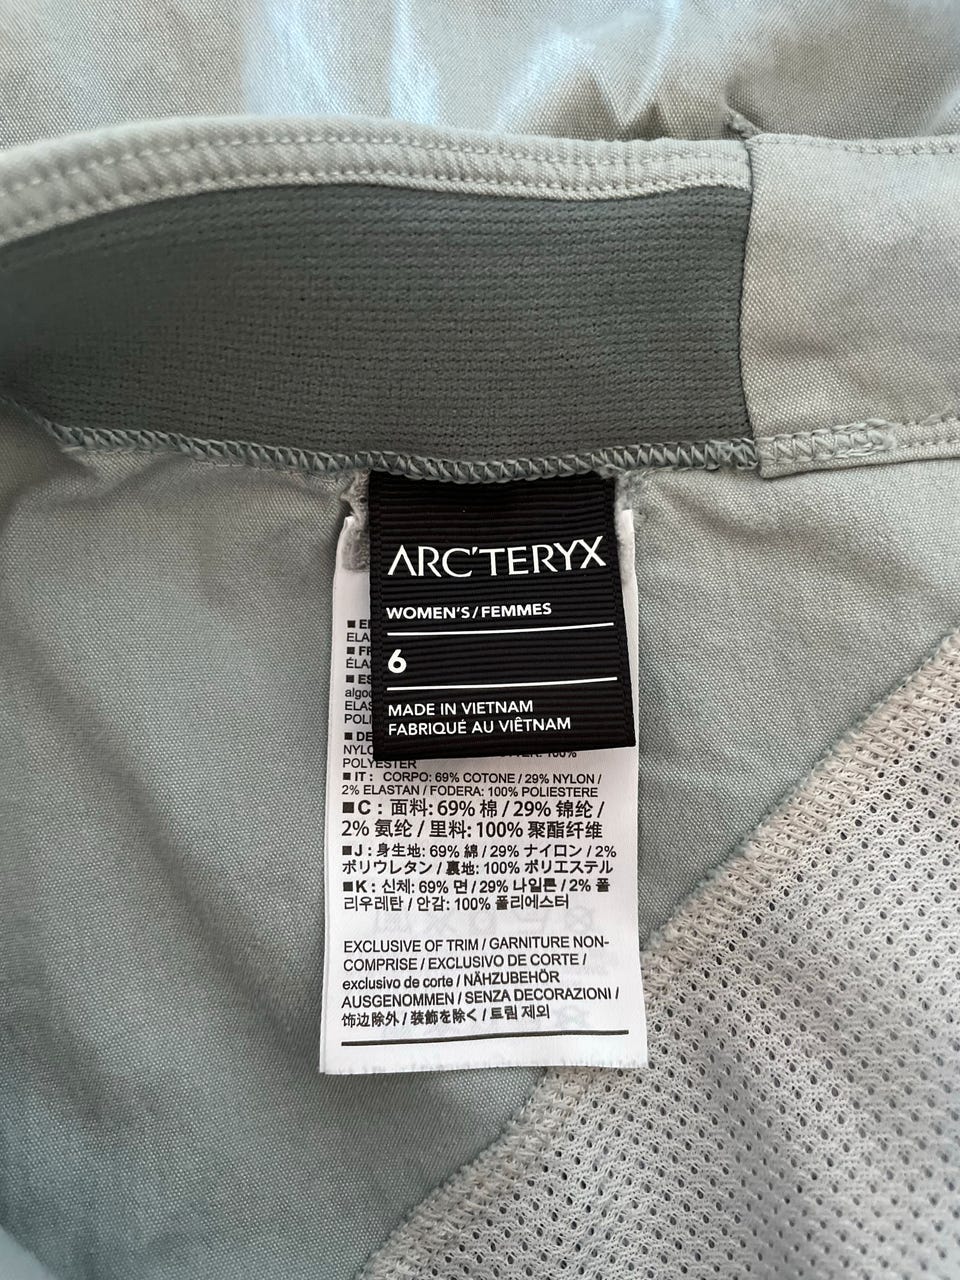 ARC'TERYX
WOMEN'S/FEMMES
6
MADE IN VIETNAM
FABRIQUÉ AU VIÊTNAM
POLYESTER
■ IT: CORPO: 69% COTONE / 29% NYLON /
2% ELASTAN / FODERA: 100% POLIESTERE
■ C: 面料: 69% 棉 / 29% 锦纶 /
2% 氨纶 / 里料: 100% 聚酯纤维
■ J: 身生地: 69% 綿 / 29% ナイロン / 2%
ポリウレタン / 裏地: 100% ポリエステル
■ K: 신체: 69% 면 / 29% 나일론 / 2% 폴
리우레탄 / 안감: 100% 폴리에스터
EXCLUSIVE OF TRIM / GARNITURE NON-
COMPRISE / EXCLUSIVO DE CORTE /
exclusivo de corte / NÄHZUBEHÖR
AUSGENOMMEN / SENZA DECORAZIONI /
饰边除外 / 装飾を除く / 트림 제외